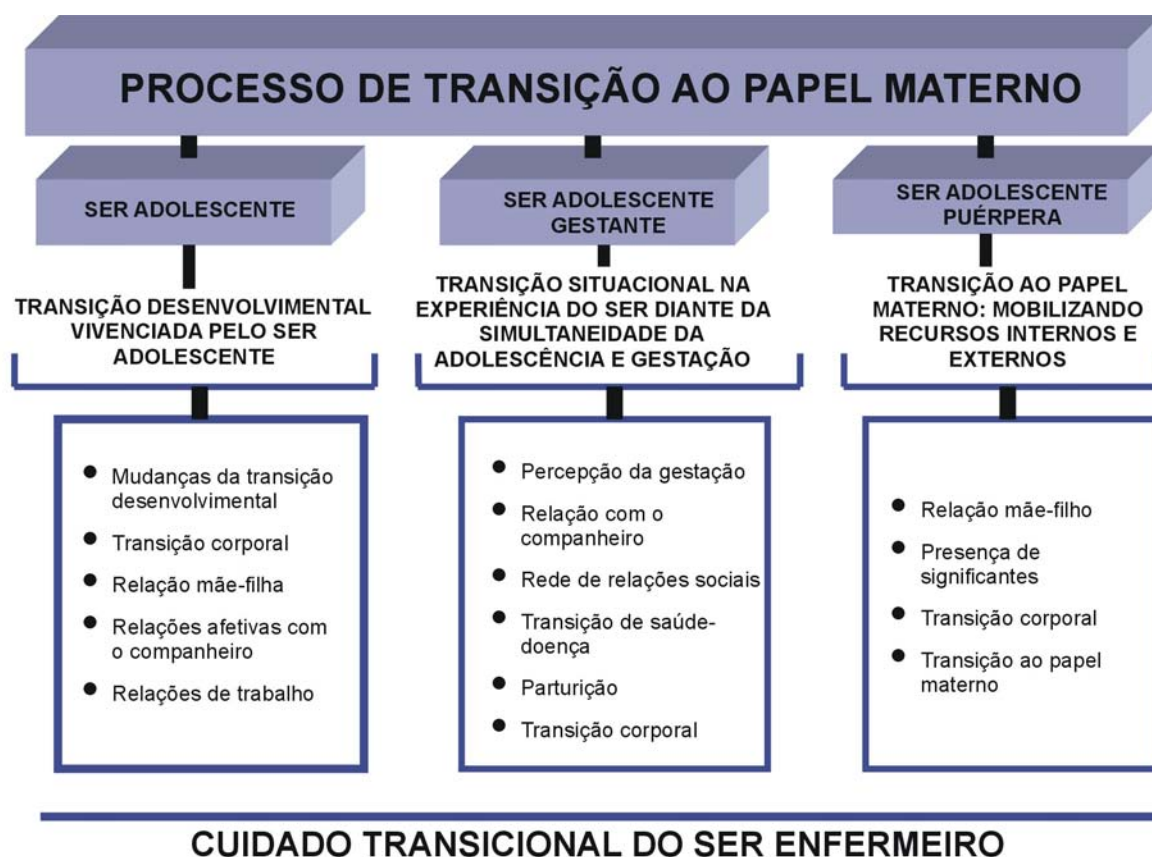 PROCESSO DE TRANSIÇÃO AO PAPEL MATERNO
SER ADOLESCENTE
TRANSIÇÃO DESENVOLVIMENTAL
VIVENCIADA PELO SER
ADOLESCENTE
Mudanças da transição
desenvolvimental
Transição corporal
Relação mãe-filha
Relações afetivas com
o companheiro
Relações de trabalho
SER ADOLESCENTE
GESTANTE
TRANSIÇÃO SITUACIONAL NA
EXPERIÊNCIA DO SER DIANTE DA
SIMULTANEIDADE DA
ADOLESCÊNCIA E GESTAÇÃO
Percepção da gestação
Relação com o
companheiro
Rede de relações sociais
Transição de saúde-
doença
Parturição
Transição corporal
SER ADOLESCENTE
PUÉRPERA
TRANSIÇÃO AO PAPEL
MATERNO: MOBILIZANDO
RECURSOS INTERNOS E
EXTERNOS
Relação mãe-filho
Presença de
significantes
Transição corporal
Transição ao papel
materno
CUIDADO TRANSICIONAL DO SER ENFERMEIRO